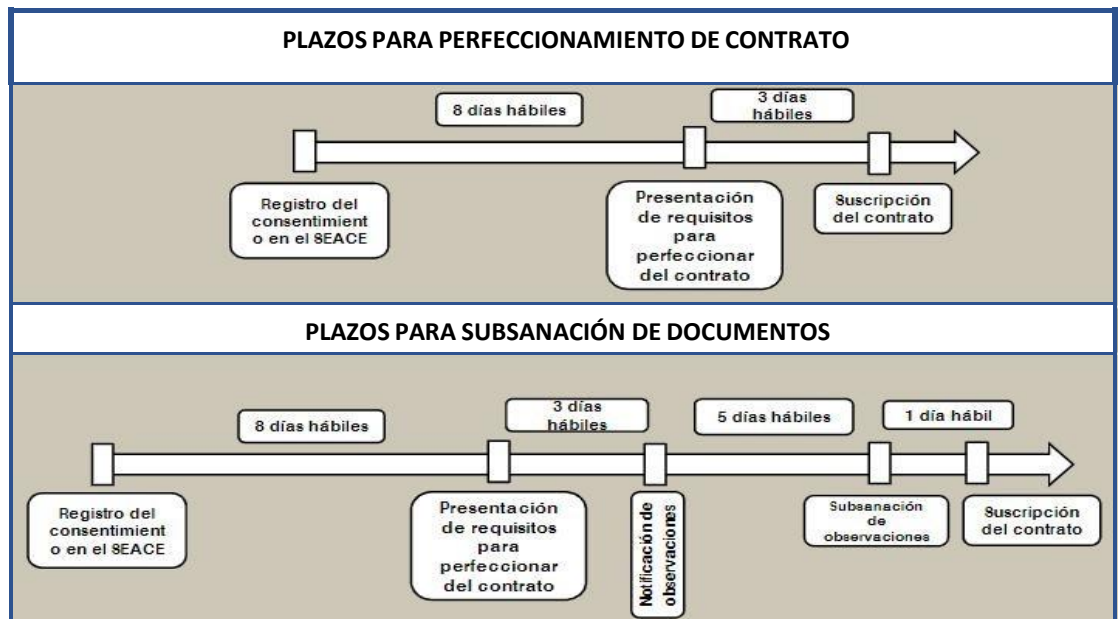 PLAZOS PARA PERFECCIONAMIENTO DE CONTRATO
8 días hábiles
3 días
hábiles
Registro del
consentimient
o en el SEACE
Presentación
de requisitos
para
perfeccionar
del contrato
Suscripción
del contrato
PLAZOS PARA SUBSANACIÓN DE DOCUMENTOS
8 días hábiles
3 días
hábiles
5 días hábiles
1 día hábil
Registro del
consentimient
o en el SEACE
Presentación
de requisitos
para
perfeccionar
del contrato
Notificación de
observaciones
Subsanación
de
observaciones
Suscripción
del contrato